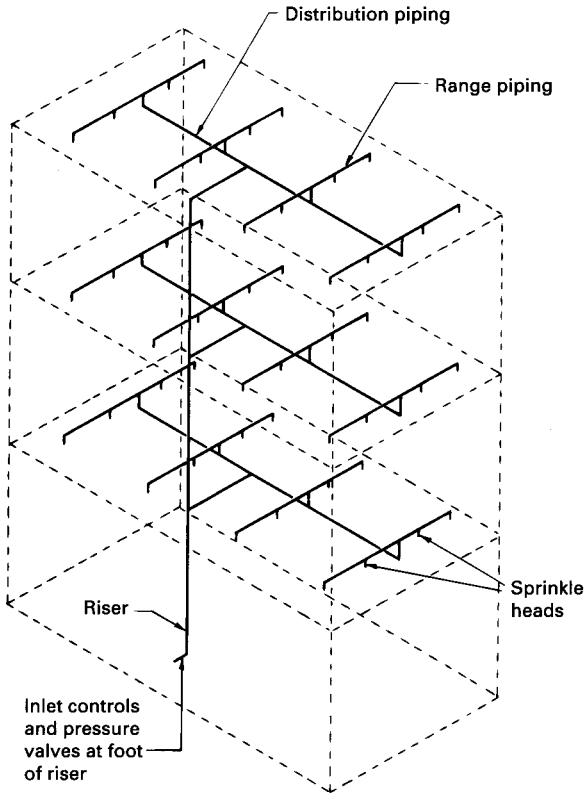 Distribution piping
Range piping
Sprinkle
heads
Riser
Inlet controls
and pressure
valves at foot
of riser